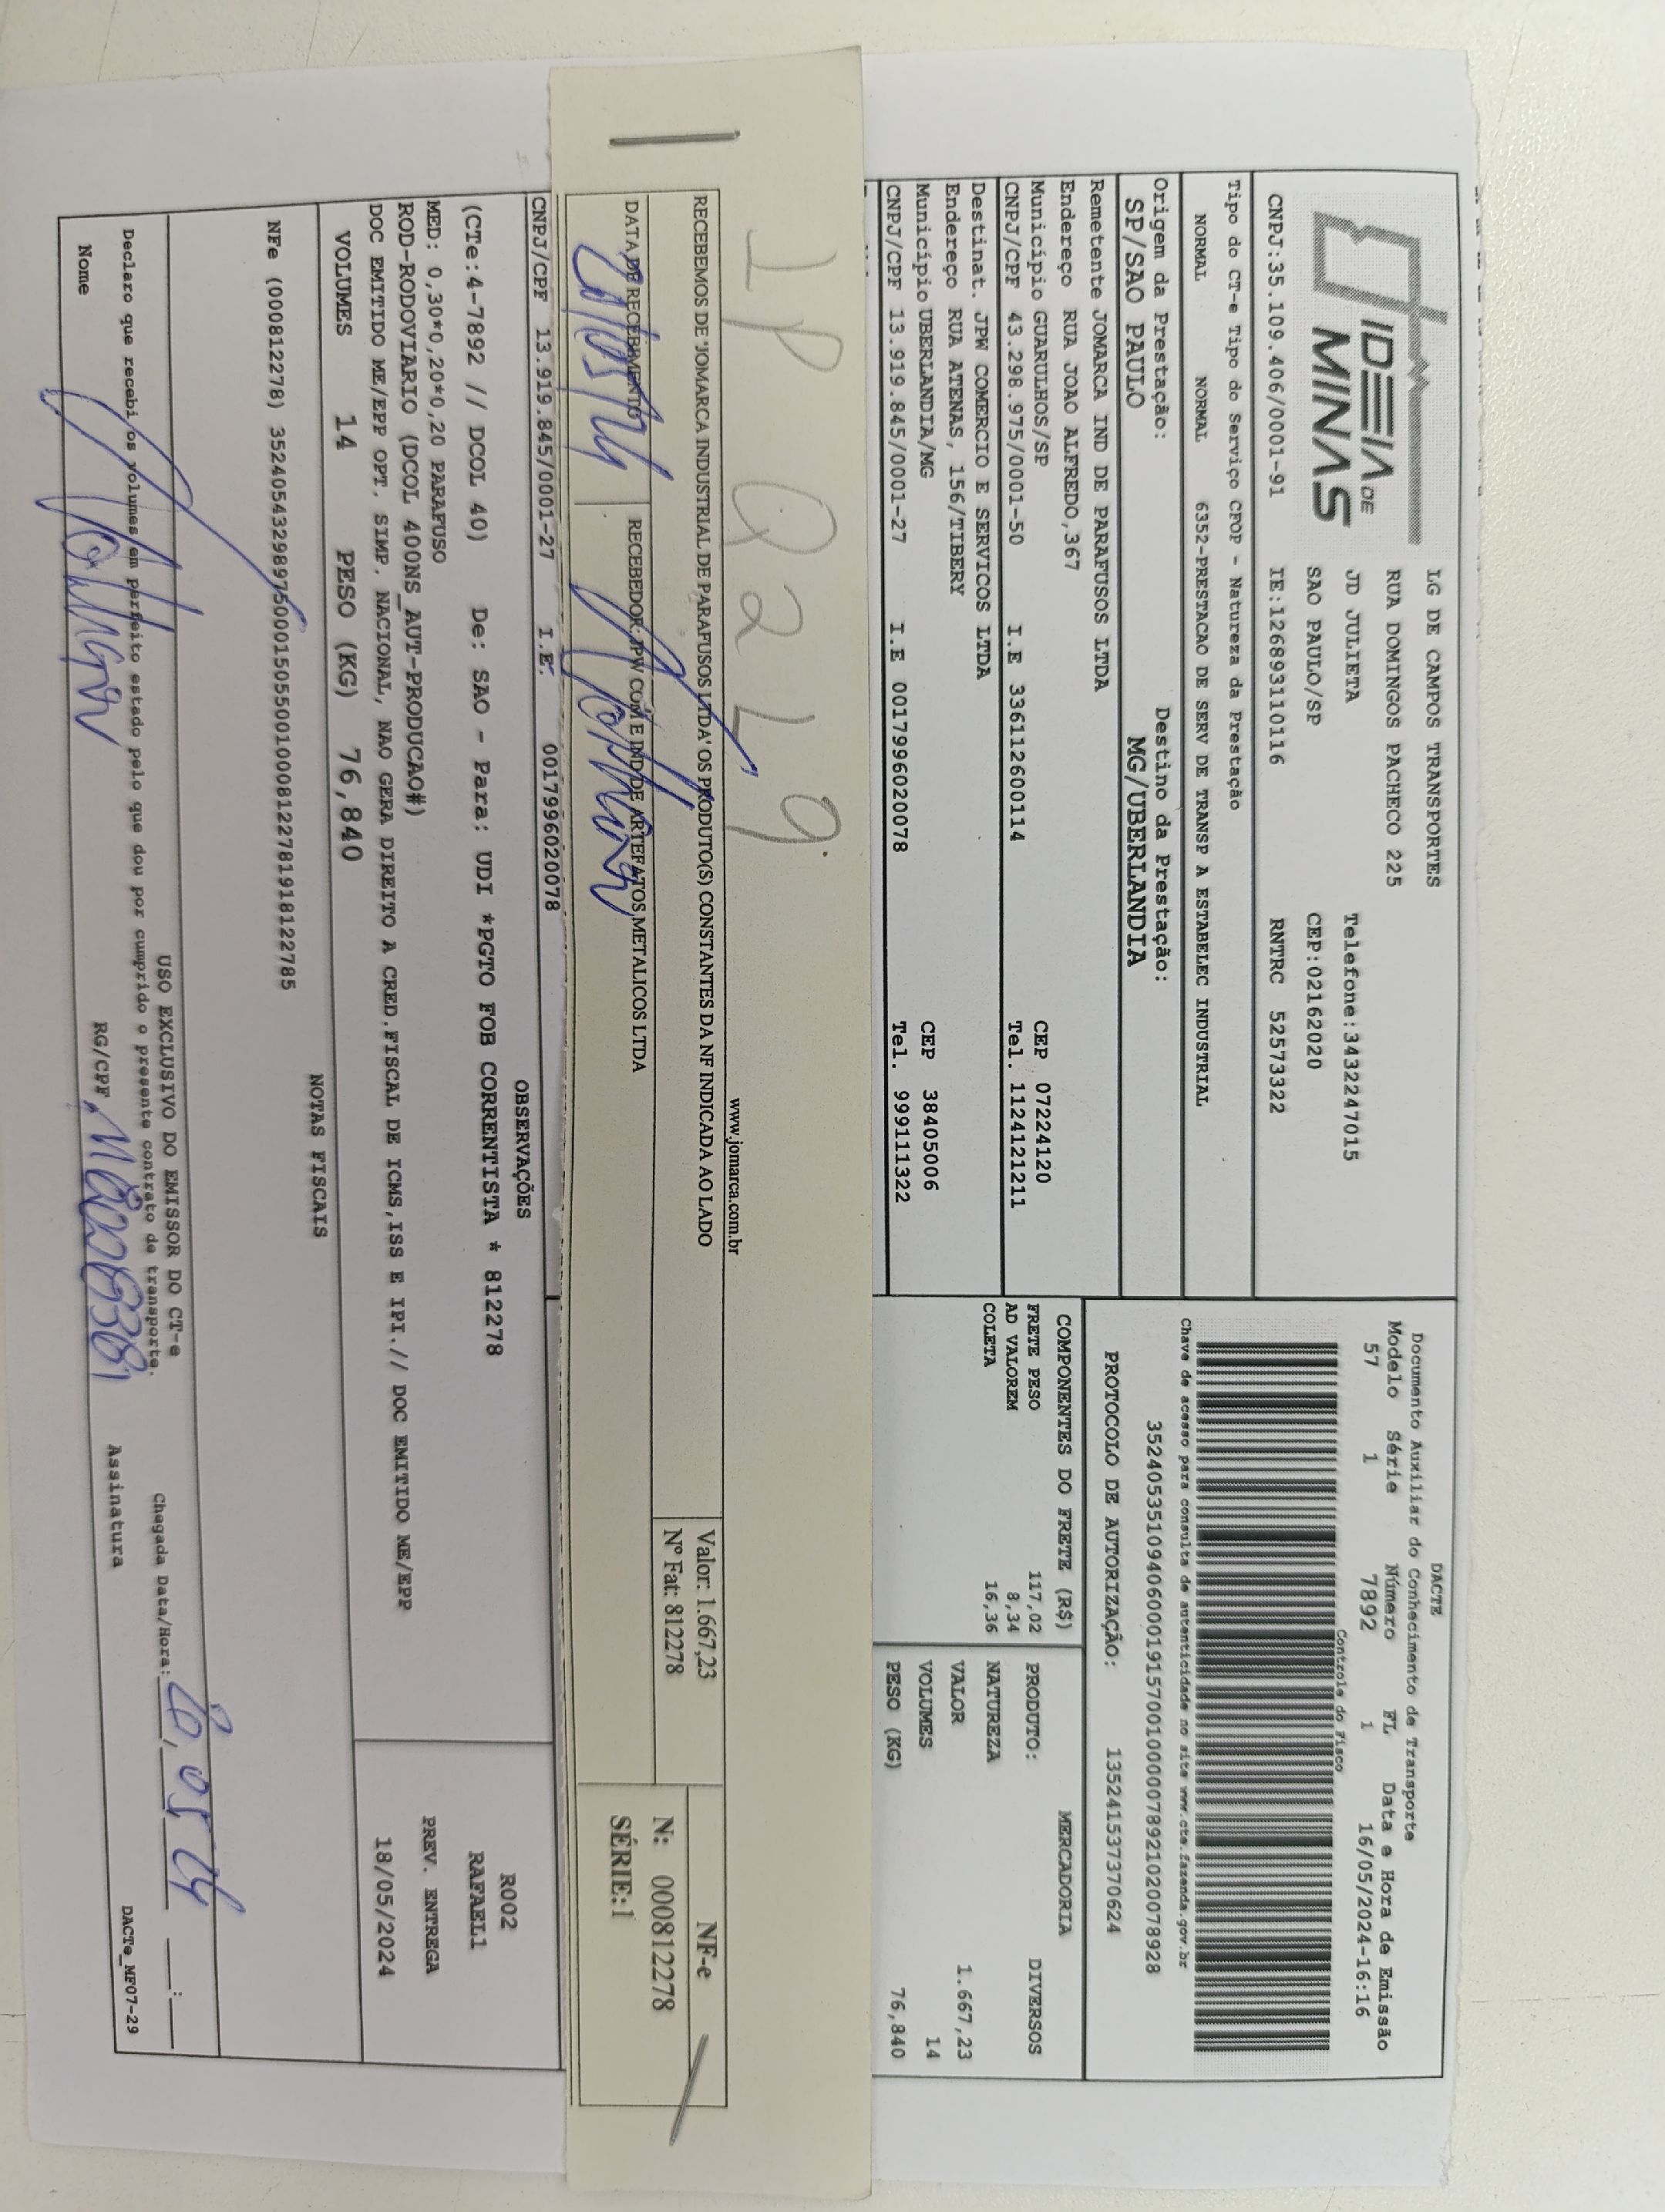 IDEIA DE
MINAS
LG DE CAMPOS TRANSPORTES
RUA DOMINGOS PACHECO 225
JD JULIETA
Telefone:3432247015
SAO PAULO/SP
CEP:02162020
CNPJ:35.109.406/0001-91
IE:126893110116
RNTRC 52573322
DACTE
Documento Auxiliar do Conhecimento de Transporte
Modelo Série Número FL Data e Hora de Emissão
57 1 7892 1 16/05/2024-16:16
Controle do Fisco
Tipo do CT-e Tipo do Serviço CFOP - Natureza da Prestação
NORMAL NORMAL 6352-PRESTACAO DE SERV DE TRANSP A ESTABELEC INDUSTRIAL
Chave de acesso para consulta de autenticidade no site www.cte.fazenda.gov.br
35240535109406000191570010000078921020078928
Origem da Prestação: Destino da Prestação:
SP/SAO PAULO MG/UBERLANDIA
PROTOCOLO DE AUTORIZAÇÃO: 135241537370624
Remetente JOMARCA IND DE PARAFUSOS LTDA
Endereço RUA JOAO ALFREDO,367
Município GUARULHOS/SP CEP 07224120
CNPJ/CPF 43.298.975/0001-50 I.E 336112600114 Tel. 1124121211
Destinat. JPW COMERCIO E SERVICOS LTDA
Endereço RUA ATENAS, 156/TIBERY
Município UBERLANDIA/MG CEP 38405006
CNPJ/CPF 13.919.845/0001-27 I.E 0017996020078 Tel. 999111322
COMPONENTES DO FRETE (R$)
FRETE PESO 117,02
AD VALOREM 8,34
COLETA 16,36
MERCADORIA
PRODUTO: DIVERSOS
NATUREZA
VALOR 1.667,23
VOLUMES 14
PESO (KG) 76,840
www.jomarca.com.br
RECEBEMOS DE 'JOMARCA INDUSTRIAL DE PARAFUSOS LTDA' OS PRODUTO(S) CONSTANTES DA NF INDICADA AO LADO
DATA DE RECEBIMENTO
RECEBEDOR: JPW COM E IND DE ARTEFATOS METALICOS LTDA
Valor: 1.667,23
Nº Fat: 812278
NF-e
N: 000812278
SÉRIE:1
CNPJ/CPF 13.919.845/0001-27 I.E. 0017996020078
OBSERVAÇÕES
(CTe:4-7892 // DCOL 40) De: SAO - Para: UDI *PGTO FOB CORRENTISTA * 812278
MED: 0,30*0,20*0,20 PARAFUSO
ROD-RODOVIARIO (DCOL 400NS_AUT-PRODUCAO#)
DOC EMITIDO ME/EPP OPT. SIMP. NACIONAL, NAO GERA DIREITO A CRED.FISCAL DE ICMS,ISS E IPI.// DOC EMITIDO ME/EPP
R002
RAFAEL1
PREV. ENTREGA
18/05/2024
VOLUMES 14 PESO (KG) 76,840
NOTAS FISCAIS
NFe (000812278) 35240543298975000150550010008122781918122785
USO EXCLUSIVO DO EMISSOR DO CT-e
Declaro que recebi os volumes em perfeito estado pelo que dou por cumprido o presente contrato de transporte.
Chegada Data/Hora:
Nome RG/CPF Assinatura
DACTe_MF07-29